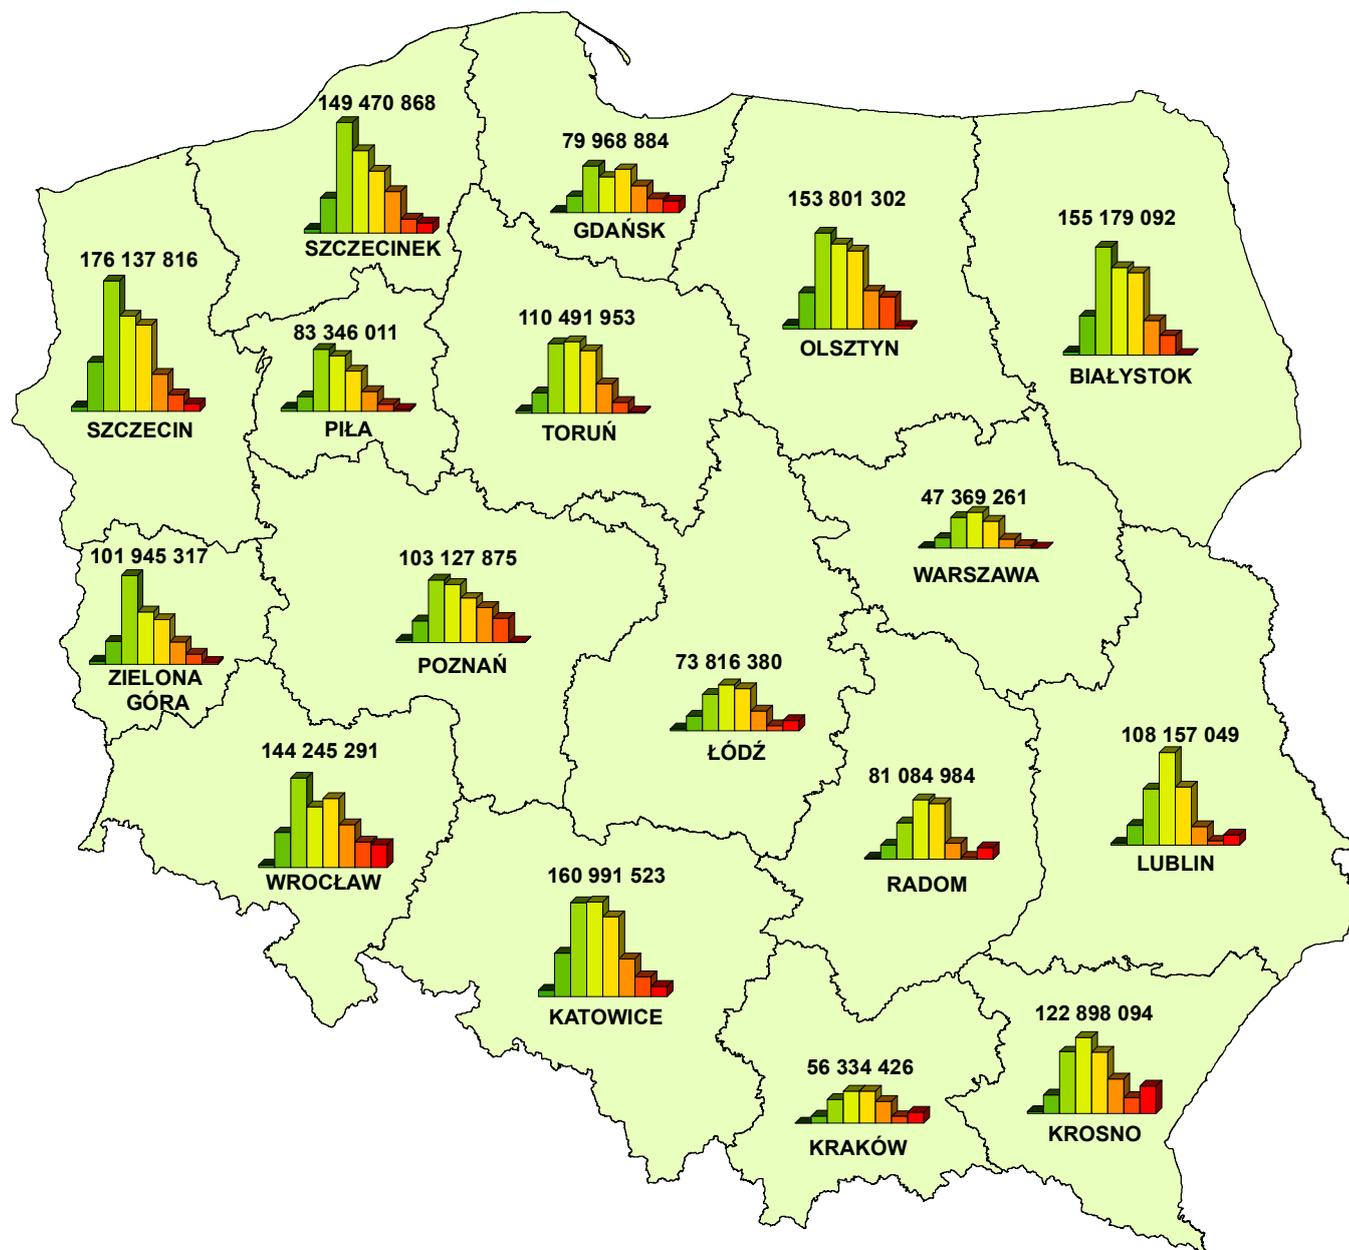 149 470 868
SZCZECINEK
79 968 884
GDAŃSK
153 801 302
OLSZTYN
155 179 092
BIAŁYSTOK
176 137 816
SZCZECIN
83 346 011
PIŁA
110 491 953
TORUŃ
47 369 261
WARSZAWA
101 945 317
ZIELONA
GÓRA
103 127 875
POZNAŃ
73 816 380
ŁÓDŹ
144 245 291
WROCŁAW
81 084 984
RADOM
108 157 049
LUBLIN
160 991 523
KATOWICE
56 334 426
KRAKÓW
122 898 094
KROSNO